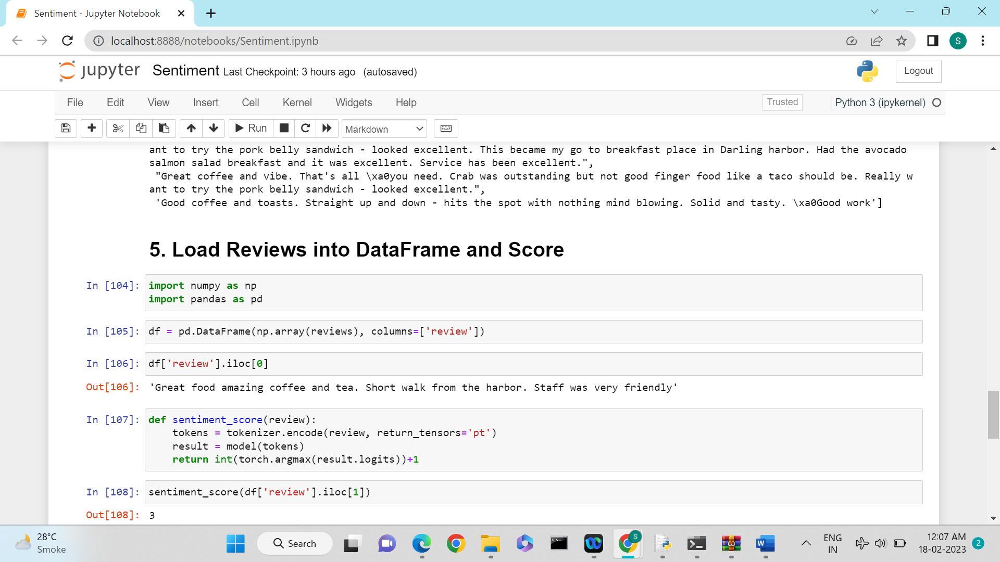 Sentiment - Jupyter Notebook
localhost:8888/notebooks/Sentiment.ipynb
S
jupyter Sentiment Last Checkpoint: 3 hours ago (autosaved)
Logout
File Edit View Insert Cell Kernel Widgets Help
Trusted
Python 3 (ipykernel)
Run
Markdown
ant to try the pork belly sandwich - looked excellent. This became my go to breakfast place in Darling harbor. Had the avocado
salmon salad breakfast and it was excellent. Service has been excellent.",
"Great coffee and vibe. That's all \xa0you need. Crab was outstanding but not good finger food like a taco should be. Really w
ant to try the pork belly sandwich - looked excellent.",
'Good coffee and toasts. Straight up and down - hits the spot with nothing mind blowing. Solid and tasty. \xa0Good work']
5. Load Reviews into DataFrame and Score
In [104]: import numpy as np
import pandas as pd
In [105]: df = pd.DataFrame(np.array(reviews), columns=['review'])
In [106]: df['review'].iloc[0]
Out[106]: 'Great food amazing coffee and tea. Short walk from the harbor. Staff was very friendly'
In [107]: def sentiment_score(review):
    tokens = tokenizer.encode(review, return_tensors='pt')
    result = model(tokens)
    return int(torch.argmax(result.logits))+1
In [108]: sentiment_score(df['review'].iloc[1])
Out[108]: 3
28°C
Smoke
Search
S
W
ENG
IN
12:07 AM
18-02-2023
2